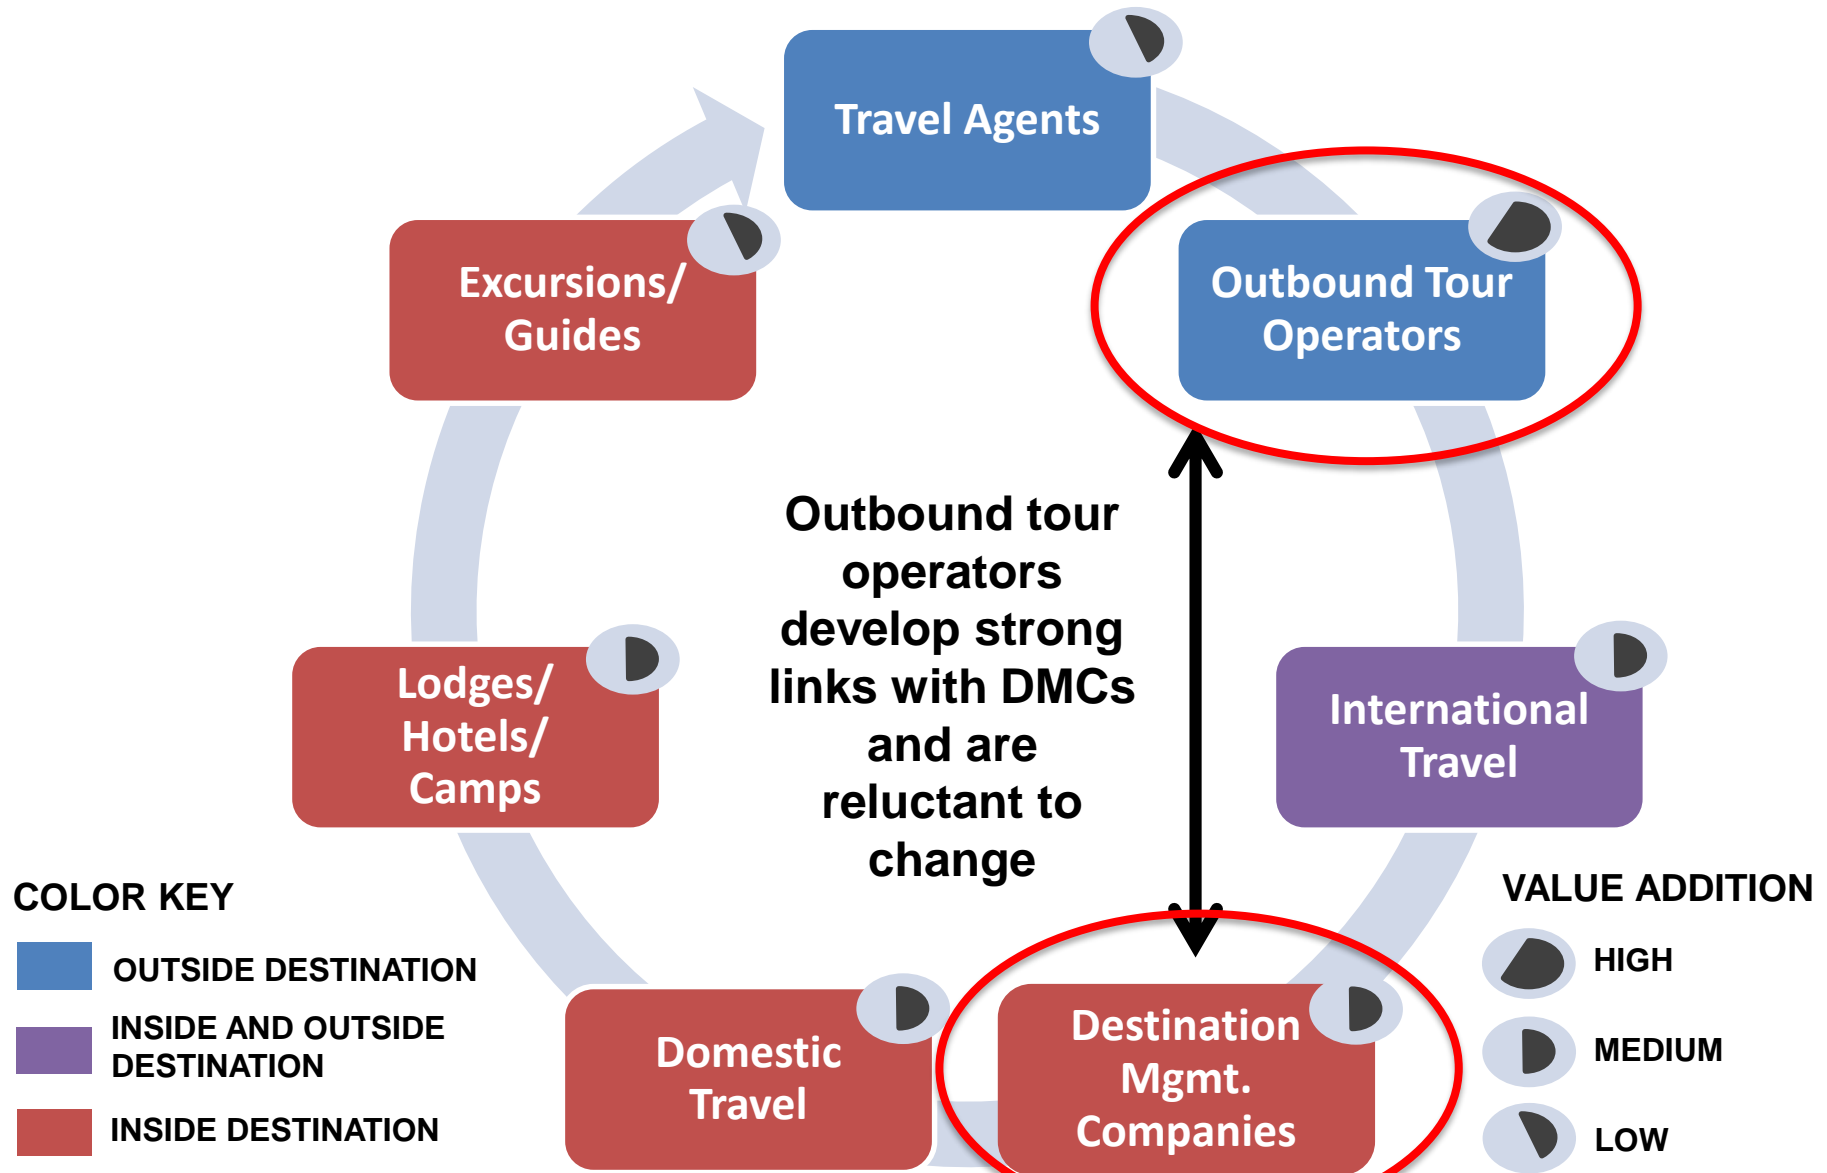 Travel Agents
Outbound Tour
Operators
Excursions/
Guides
Outbound tour
operators
develop strong
links with DMCs
and are
reluctant to
change
Lodges/
Hotels/
Camps
International
Travel
Domestic
Travel
Destination
Mgmt.
Companies
COLOR KEY
OUTSIDE DESTINATION
INSIDE AND OUTSIDE
DESTINATION
INSIDE DESTINATION
VALUE ADDITION
HIGH
MEDIUM
LOW